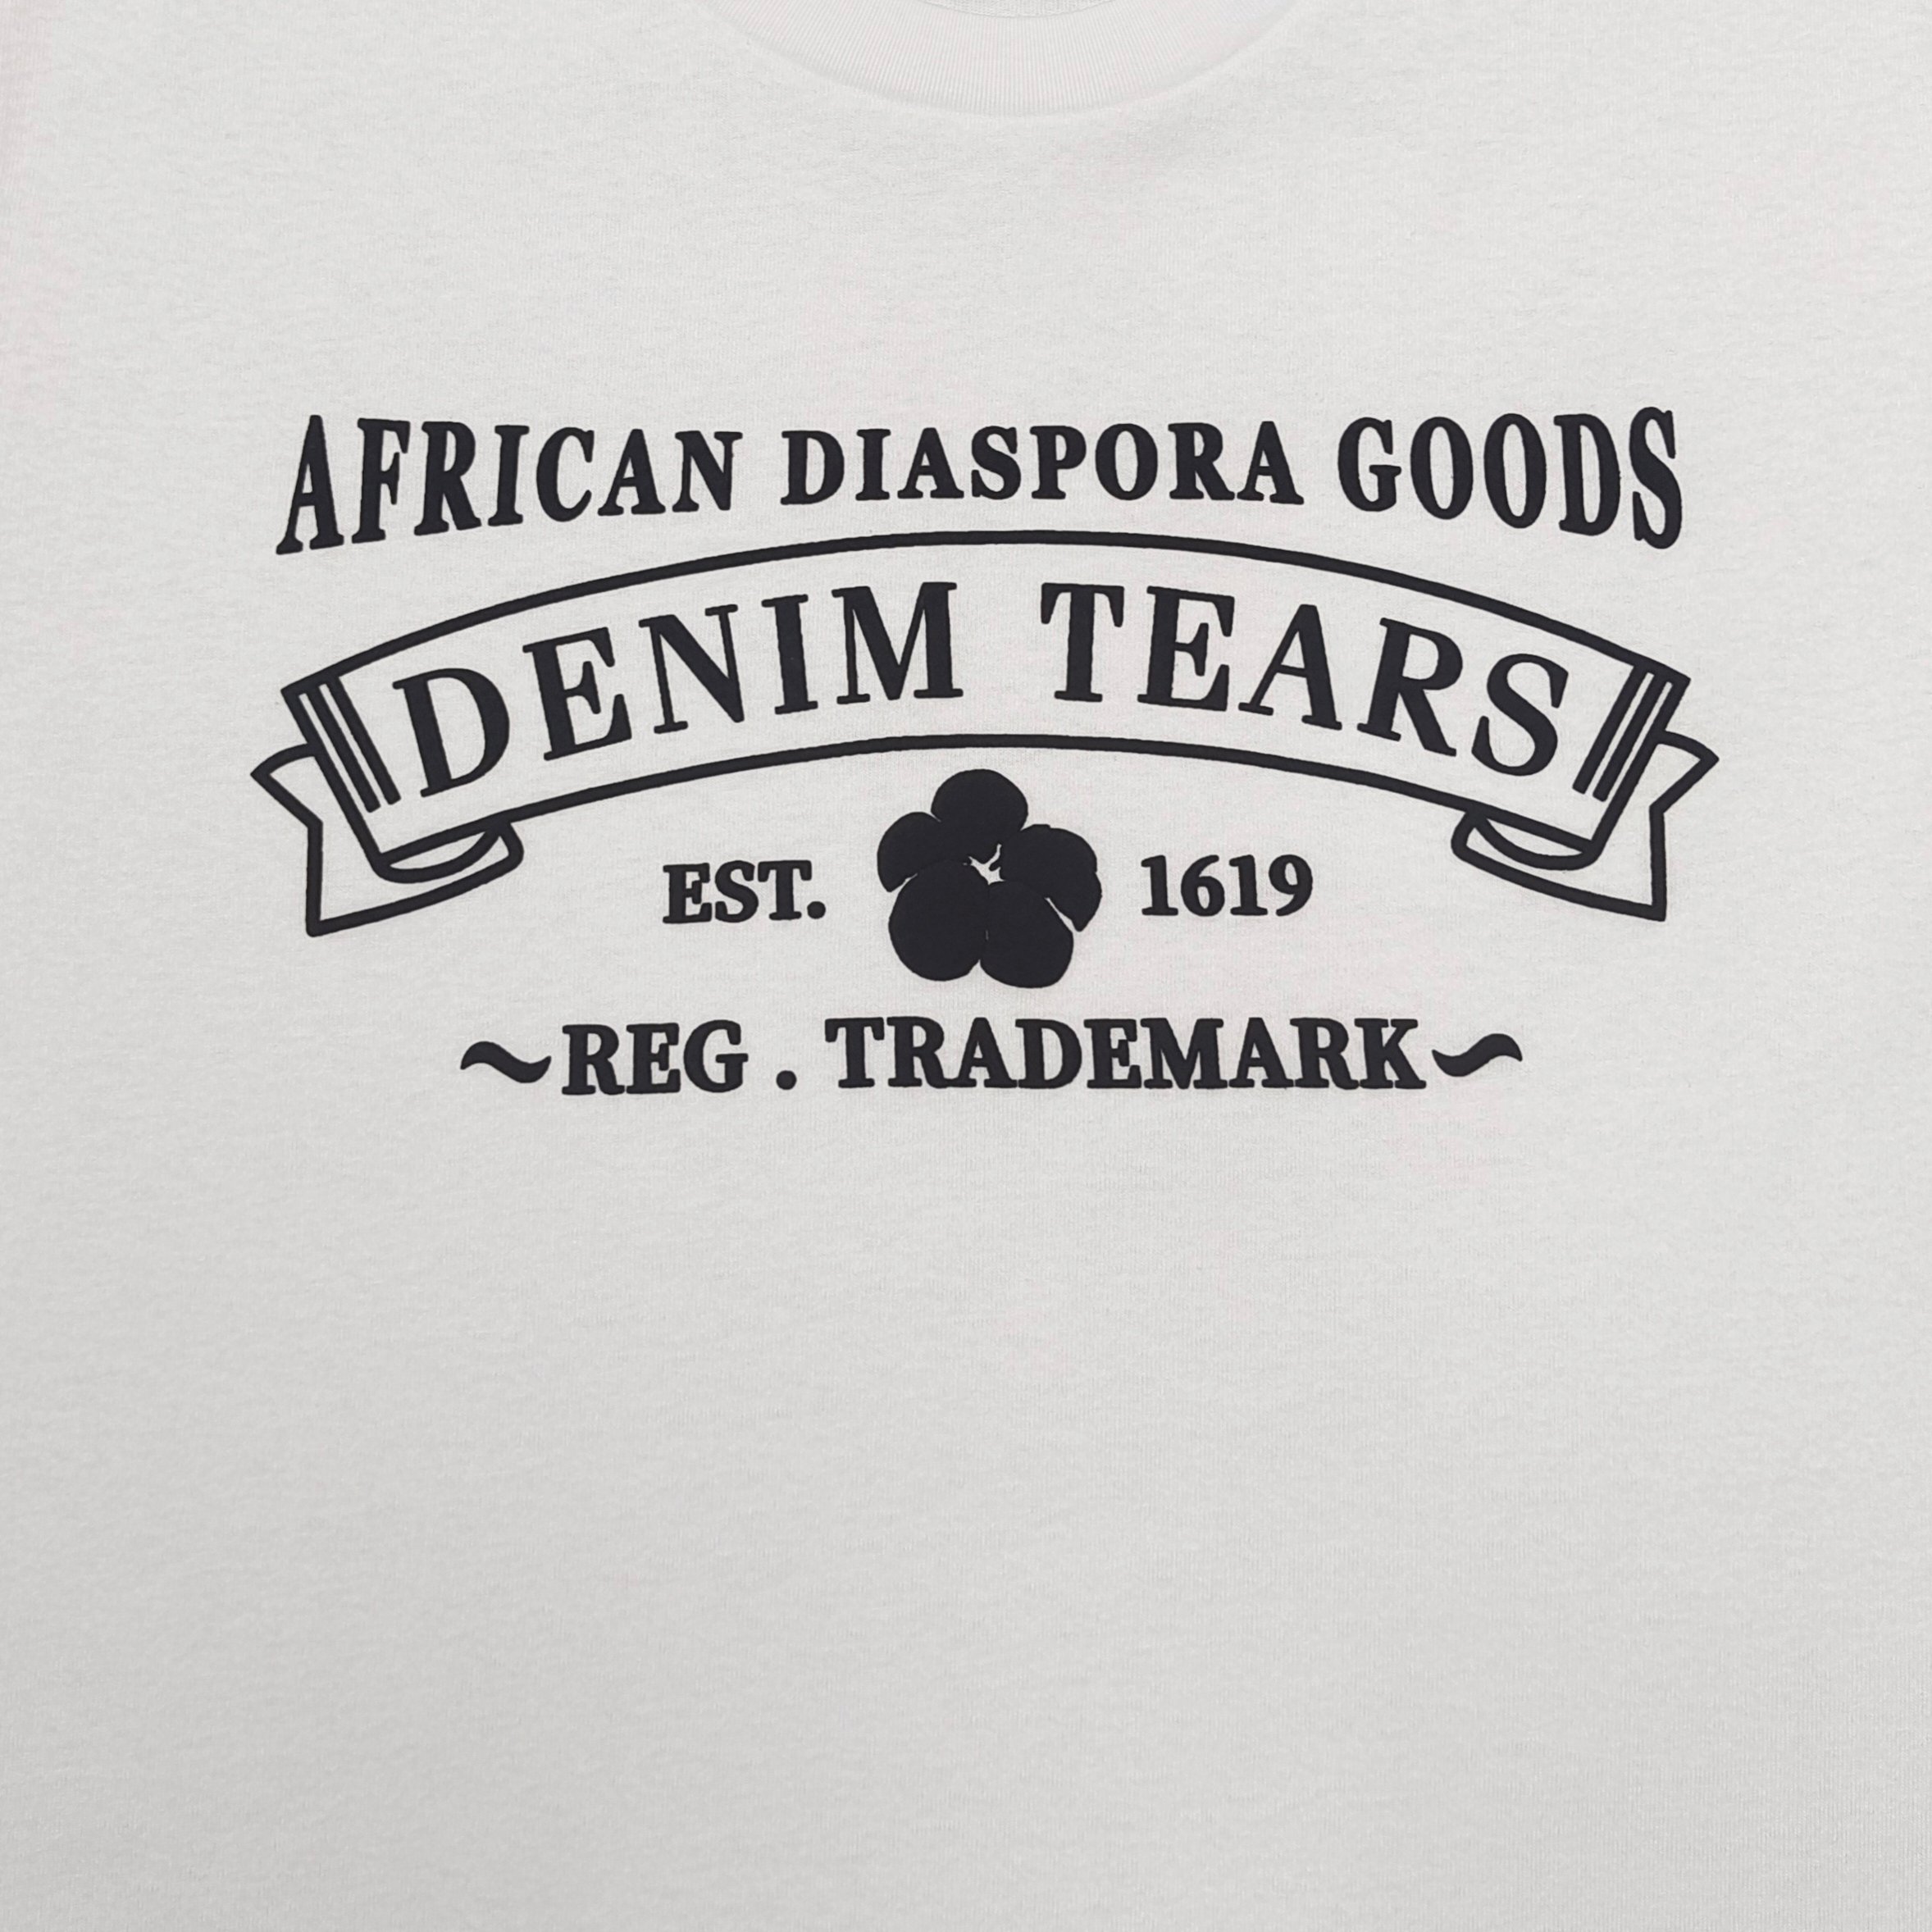 AFRICAN DIASPORA GOODS
DENIM TEARS
EST. 1619
~REG . TRADEMARK~